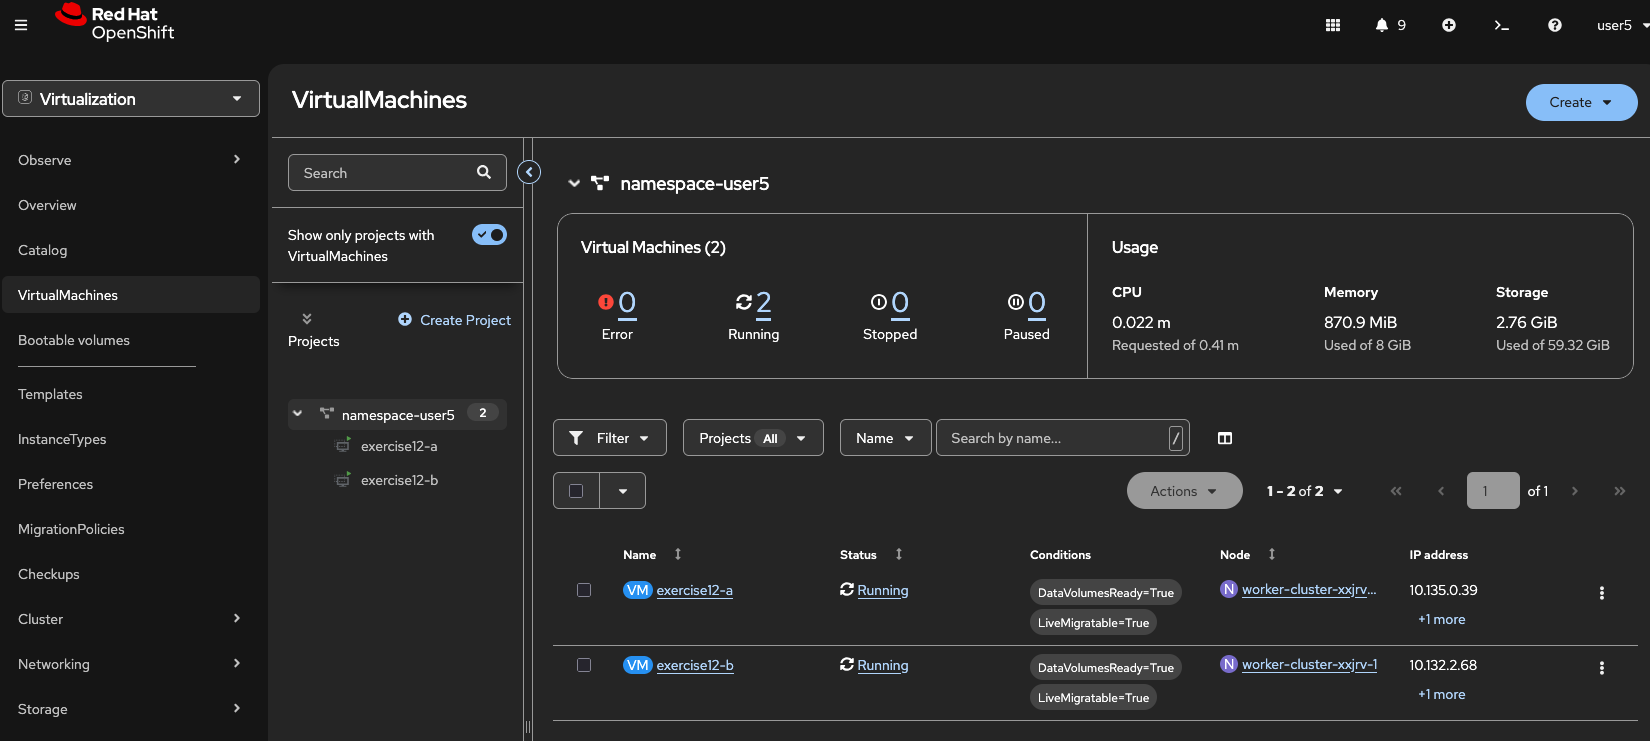 Red Hat
OpenShift
9
user5
Virtualization
Observe
Overview
Catalog
VirtualMachines
Bootable volumes
Templates
InstanceTypes
Preferences
MigrationPolicies
Checkups
Cluster
Networking
Storage
VirtualMachines
Create
Search
Show only projects with
VirtualMachines
Projects
Create Project
namespace-user5 2
exercise12-a
exercise12-b
namespace-user5
Virtual Machines (2)
0 2 0 0
Error Running Stopped Paused
Usage
CPU Memory Storage
0.022 m 870.9 MiB 2.76 GiB
Requested of 0.41 m Used of 8 GiB Used of 59.32 GiB
Filter Projects All Name Search by name... /
Actions 1 - 2 of 2 1 of 1
Name Status Conditions Node IP address
VM exercise12-a Running DataVolumesReady=True N worker-cluster-xxjrv-... 10.135.0.39
LiveMigratable=True +1 more
VM exercise12-b Running DataVolumesReady=True N worker-cluster-xxjrv-1 10.132.2.68
LiveMigratable=True +1 more